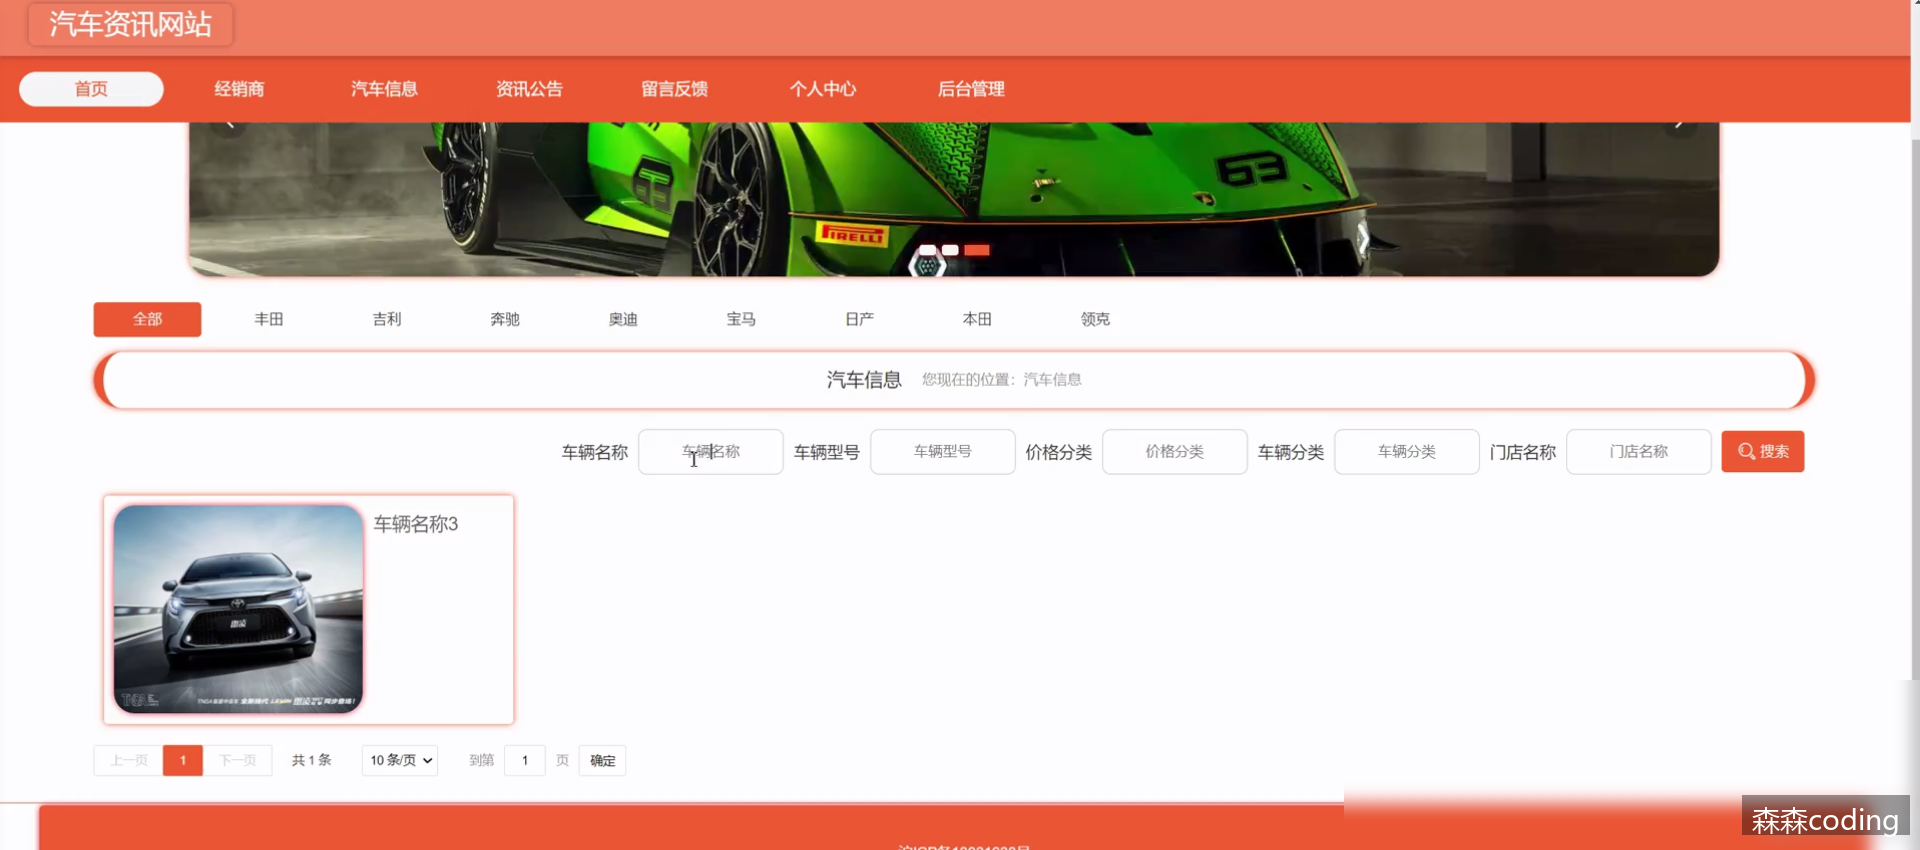 汽车资讯网站
首页 经销商 汽车信息 资讯公告 留言反馈 个人中心 后台管理
63
63
PIRELLI
全部 丰田 吉利 奔驰 奥迪 宝马 日产 本田 领克
汽车信息 您现在的位置：汽车信息
车辆名称 车辆名称 车辆型号 车辆型号 价格分类 价格分类 车辆分类 车辆分类 门店名称 门店名称 搜索
车辆名称3
上一页 1 下一页 共 1 条 10 条/页 到第 1 页 确定
森森coding